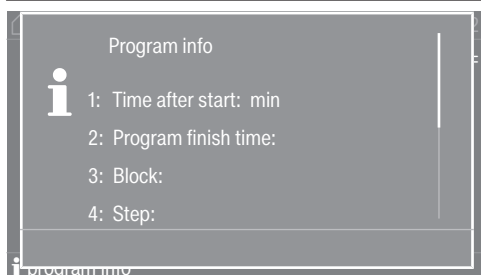 Program info
1: Time after start: min
2: Program finish time:
3: Block:
4: Step:
program info